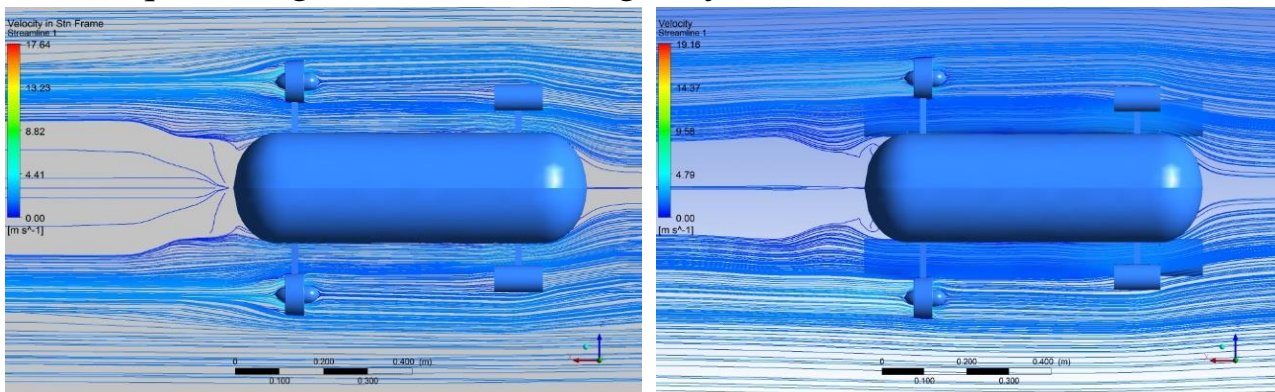 Velocity in Stn Frame
Streamline 1
17.64
13.23
8.82
4.41
0.00
[m s^-1]
0 0.200 0.400 (m)
0.100 0.300
Velocity
Streamline 1
19.16
14.37
9.58
4.79
0.00
[m s^-1]
0 0.200 0.400 (m)
0.100 0.300